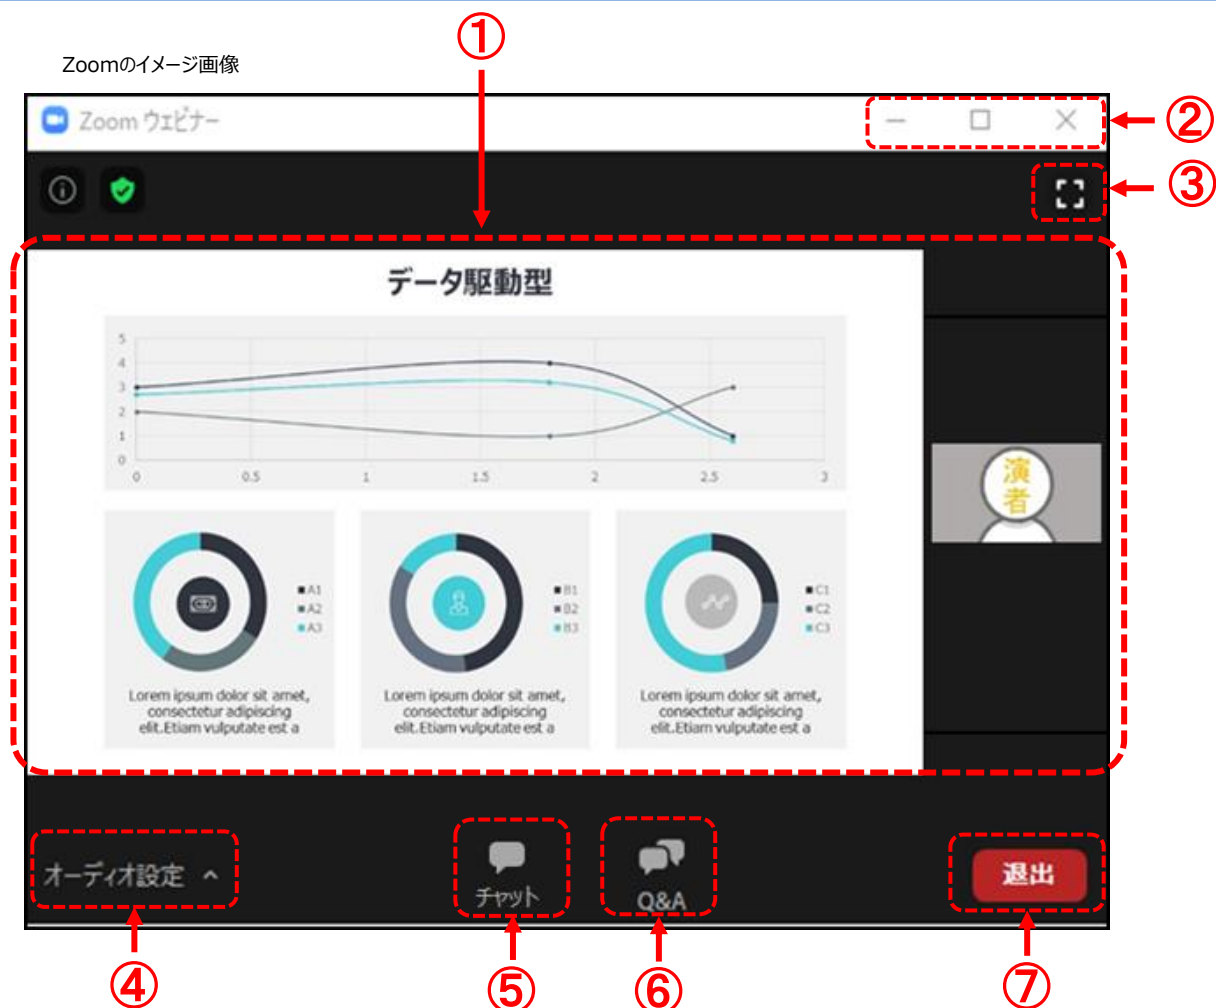 ①
Zoomのイメージ画像
Zoom ウェビナー
②
③
データ駆動型
5
4
3
2
1
0
0 0.5 1 1.5 2 2.5 3
演者
A1
A2
A3
B1
B2
B3
C1
C2
C3
Lorem ipsum dolor sit amet,
consectetur adipiscing
elit.Etiam vulputate est a
Lorem ipsum dolor sit amet,
consectetur adipiscing
elit.Etiam vulputate est a
Lorem ipsum dolor sit amet,
consectetur adipiscing
elit.Etiam vulputate est a
オーディオ設定
チャット
Q&A
退出
④
⑤
⑥
⑦